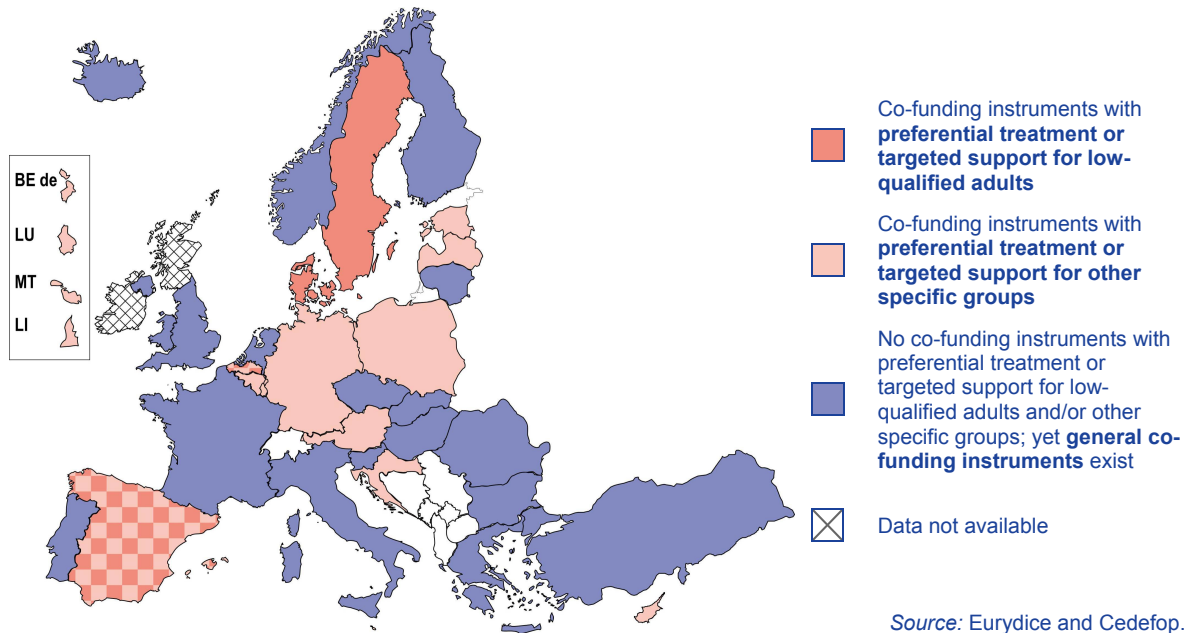 BE de
LU
MT
LI
Co-funding instruments with
preferential treatment or
targeted support for low-
qualified adults
Co-funding instruments with
preferential treatment or
targeted support for other
specific groups
No co-funding instruments with
preferential treatment or
targeted support for low-
qualified adults and/or other
specific groups; yet general co-
funding instruments exist
Data not available
Source: Eurydice and Cedefop.